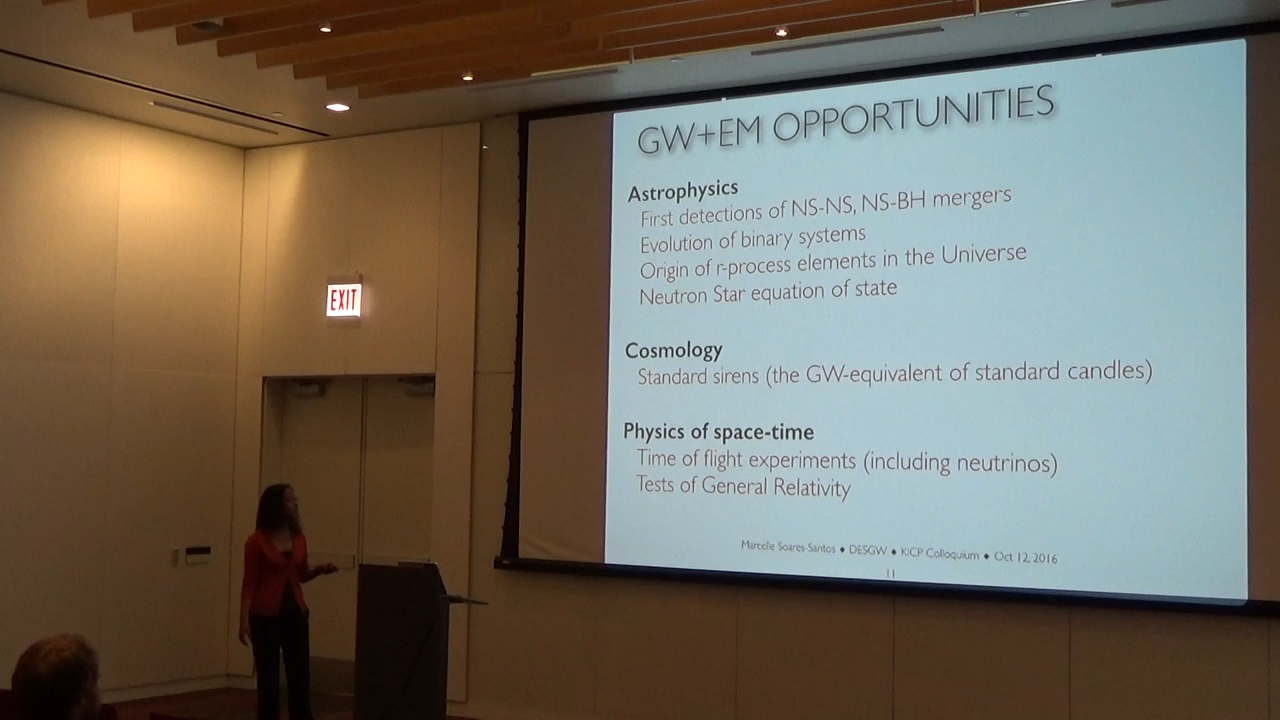 GW+EM OPPORTUNITIES
Astrophysics
First detections of NS-NS, NS-BH mergers
Evolution of binary systems
Origin of r-process elements in the Universe
Neutron Star equation of state
Cosmology
Standard sirens (the GW-equivalent of standard candles)
Physics of space-time
Time of flight experiments (including neutrinos)
Tests of General Relativity
Marcelle Soares-Santos ◆ DESGW ◆ KICP Colloquium ◆ Oct 12, 2016
11
EXIT